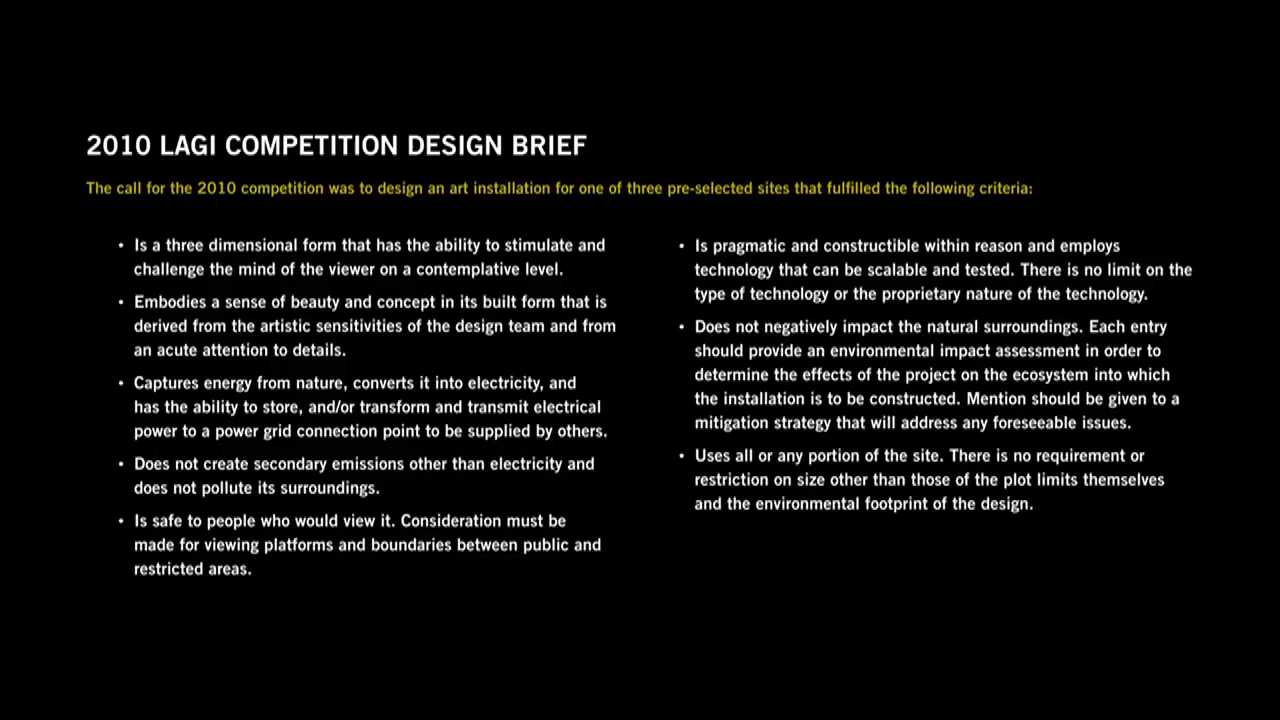 2010 LAGI COMPETITION DESIGN BRIEF
The call for the 2010 competition was to design an art installation for one of three pre-selected sites that fulfilled the following criteria:
• Is a three dimensional form that has the ability to stimulate and
challenge the mind of the viewer on a contemplative level.
• Embodies a sense of beauty and concept in its built form that is
derived from the artistic sensitivities of the design team and from
an acute attention to details.
• Captures energy from nature, converts it into electricity, and
has the ability to store, and/or transform and transmit electrical
power to a power grid connection point to be supplied by others.
• Does not create secondary emissions other than electricity and
does not pollute its surroundings.
• Is safe to people who would view it. Consideration must be
made for viewing platforms and boundaries between public and
restricted areas.
• Is pragmatic and constructible within reason and employs
technology that can be scalable and tested. There is no limit on the
type of technology or the proprietary nature of the technology.
• Does not negatively impact the natural surroundings. Each entry
should provide an environmental impact assessment in order to
determine the effects of the project on the ecosystem into which
the installation is to be constructed. Mention should be given to a
mitigation strategy that will address any foreseeable issues.
• Uses all or any portion of the site. There is no requirement or
restriction on size other than those of the plot limits themselves
and the environmental footprint of the design.